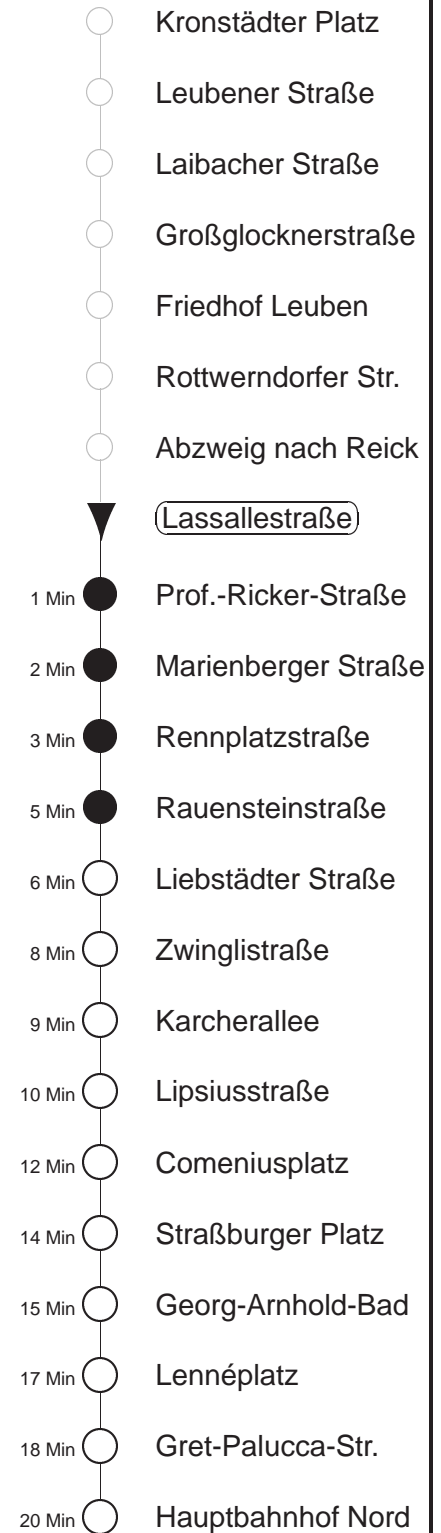 Kronstädter Platz
Leubener Straße
Laibacher Straße
Großglocknerstraße
Friedhof Leuben
Rottwerndorfer Str.
Abzweig nach Reick
Lassallestraße
1 Min Prof.-Ricker-Straße
2 Min Marienberger Straße
3 Min Rennplatzstraße
5 Min Rauensteinstraße
6 Min Liebstädter Straße
8 Min Zwinglistraße
9 Min Karcherallee
10 Min Lipsiusstraße
12 Min Comeniusplatz
14 Min Straßburger Platz
15 Min Georg-Arnhold-Bad
17 Min Lennéplatz
18 Min Gret-Palucca-Str.
20 Min Hauptbahnhof Nord